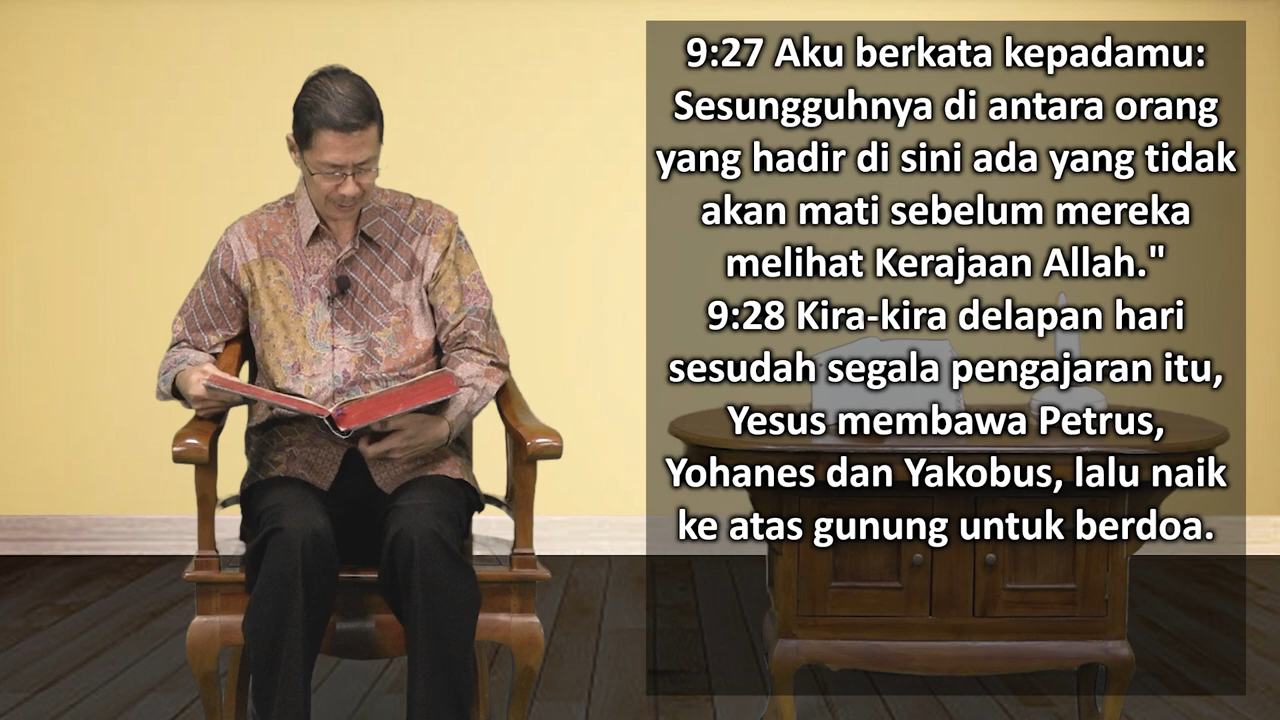 9:27 Aku berkata kepadamu:
Sesungguhnya di antara orang
yang hadir di sini ada yang tidak
akan mati sebelum mereka
melihat Kerajaan Allah."
9:28 Kira-kira delapan hari
sesudah segala pengajaran itu,
Yesus membawa Petrus,
Yohanes dan Yakobus, lalu naik
ke atas gunung untuk berdoa.